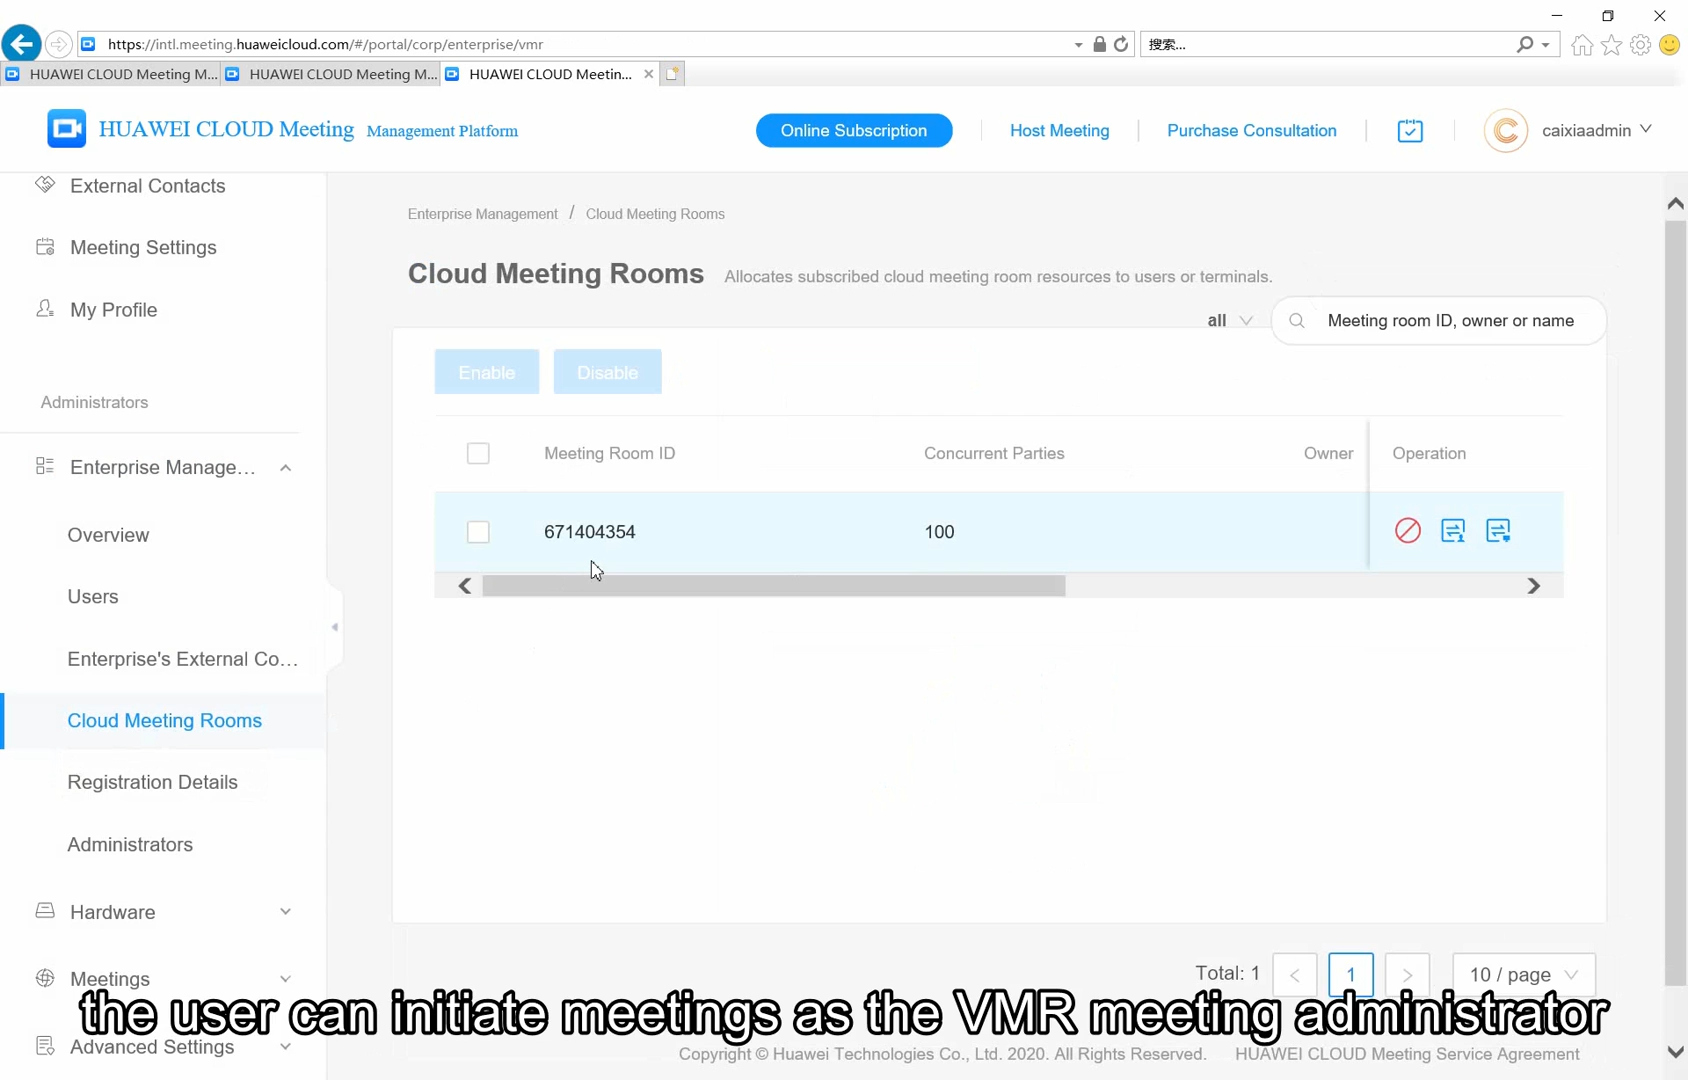 https://intl.meeting.huaweicloud.com/#/portal/corp/enterprise/vmr
搜索...
HUAWEI CLOUD Meeting M...
HUAWEI CLOUD Meeting M...
HUAWEI CLOUD Meetin...
HUAWEI CLOUD Meeting Management Platform
Online Subscription
Host Meeting
Purchase Consultation
caixiaadmin
External Contacts
Meeting Settings
My Profile
Administrators
Enterprise Manage...
Overview
Users
Enterprise's External Co...
Cloud Meeting Rooms
Registration Details
Administrators
Hardware
Meetings
Advanced Settings
Enterprise Management / Cloud Meeting Rooms
Cloud Meeting Rooms Allocates subscribed cloud meeting room resources to users or terminals.
all
Meeting room ID, owner or name
Enable
Disable
Meeting Room ID Concurrent Parties Owner Operation
671404354 100
Total: 1
1
10 / page
the user can initiate meetings as the VMR meeting administrator
Copyright © Huawei Technologies Co., Ltd. 2020. All Rights Reserved. HUAWEI CLOUD Meeting Service Agreement